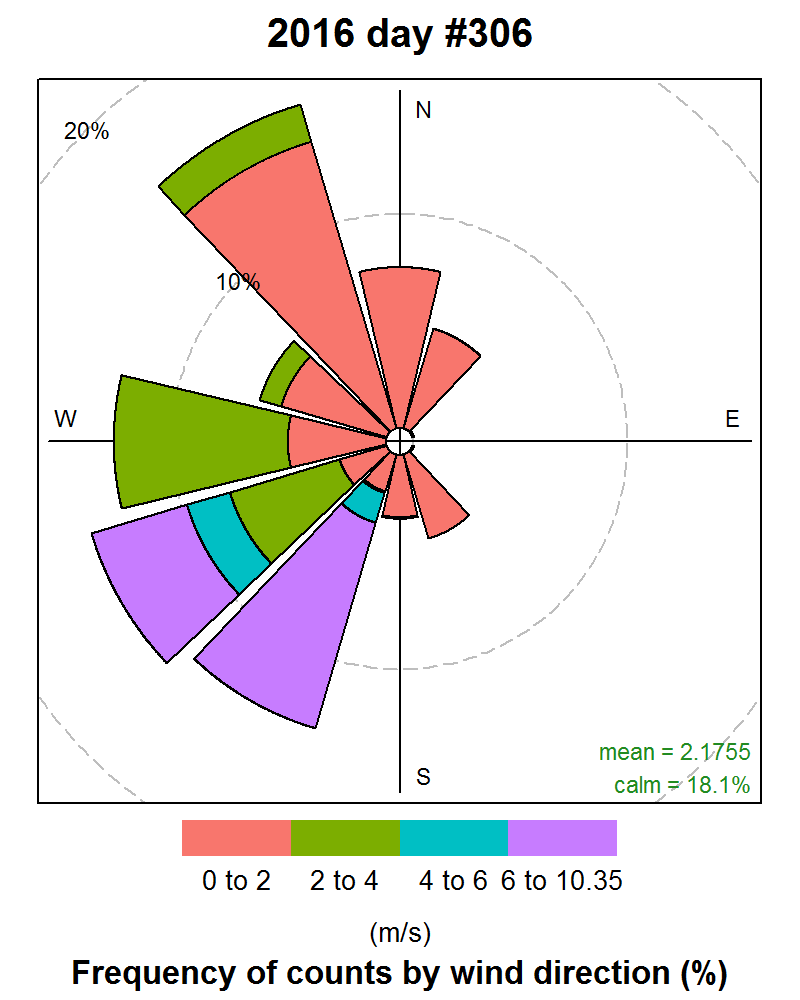 2016 day #306
N
20%
10%
W
E
S
mean = 2.1755
calm = 18.1%
0 to 2 2 to 4 4 to 6 6 to 10.35
(m/s)
Frequency of counts by wind direction (%)